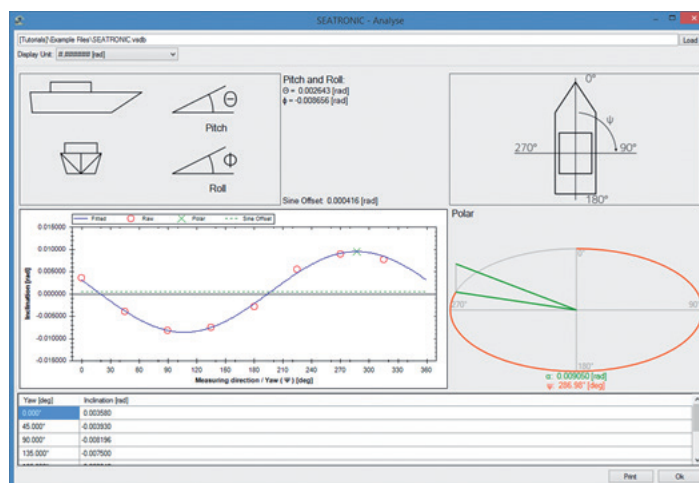 SEATRONIC - Analyse
[Tutorials]\Example Files\SEATRONIC.vsdb
Load
Display Unit: #.###### [rad]
Θ
Pitch
Φ
Roll
Pitch and Roll:
Θ = 0.002643 [rad]
ɸ = -0.008656 [rad]
Sine Offset: 0.000416 [rad]
0°
ψ
270°
90°
180°
Fitted Raw Polar Sine Offset
0.015000
0.010000
0.005000
0.000000
-0.005000
-0.010000
-0.015000
Inclination [rad]
0 30 60 90 120 150 180 210 240 270 300 330 360
Measuring direction / Yaw (Ψ) [deg]
Polar
0°
270°
90°
180°
α: 0.009050 [rad]
ψ: 286.98° [deg]
Yaw [deg] Inclination [rad]
0.000° 0.003580
45.000° -0.003930
90.000° -0.008196
135.000° -0.007500
Print
Ok